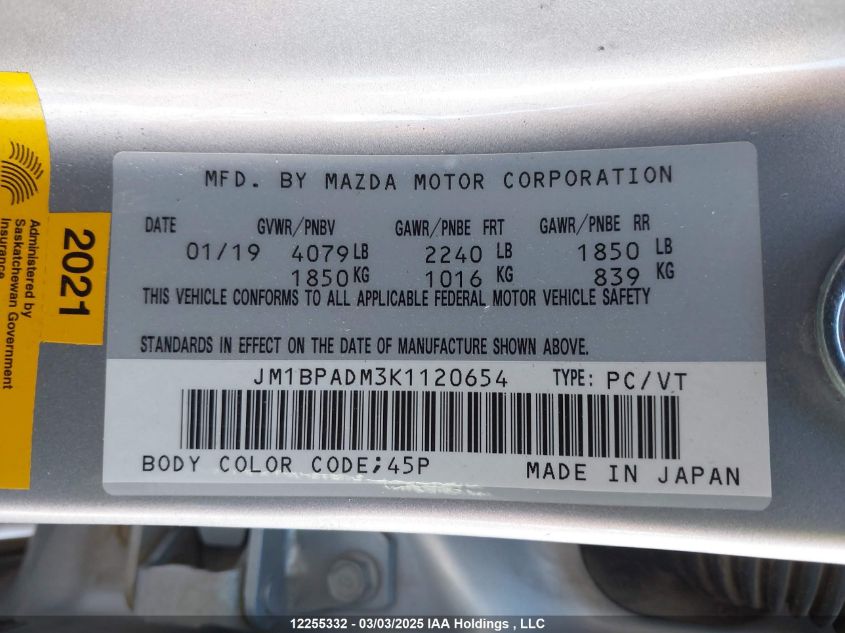 MFD. BY MAZDA MOTOR CORPORATION
DATE GVWR/PNBV GAWR/PNBE FRT GAWR/PNBE RR
01/19 4079LB 2240 LB 1850 LB
1850KG 1016 KG 839 KG
THIS VEHICLE CONFORMS TO ALL APPLICABLE FEDERAL MOTOR VEHICLE SAFETY
STANDARDS IN EFFECT ON THE DATE OF MANUFACTURE SHOWN ABOVE.
JM1BPADM3K1120654 TYPE: PC/VT
BODY COLOR CODE;45P MADE IN JAPAN
2021
Administered by
Saskatchewan Government
Insurance
12255332 - 03/03/2025 IAA Holdings , LLC